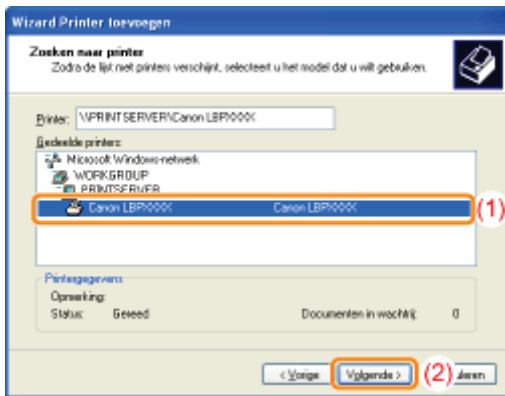 Wizard Printer toevoegen
Zoeken naar printer
Zodra de lijst met printers verschijnt, selecteert u het model dat u wilt gebruiken.
Printer: \\PRINTSERVER\Canon LBPXXXX
Gedeelde printers:
Microsoft Windows-netwerk
WORKGROUP
PRINTSERVER
Canon LBPXXXX Canon LBPXXXX
(1)
Printergegevens
Opmerking:
Status: Gereed Documenten in wachtrij: 0
< Vorige Volgende > (2)